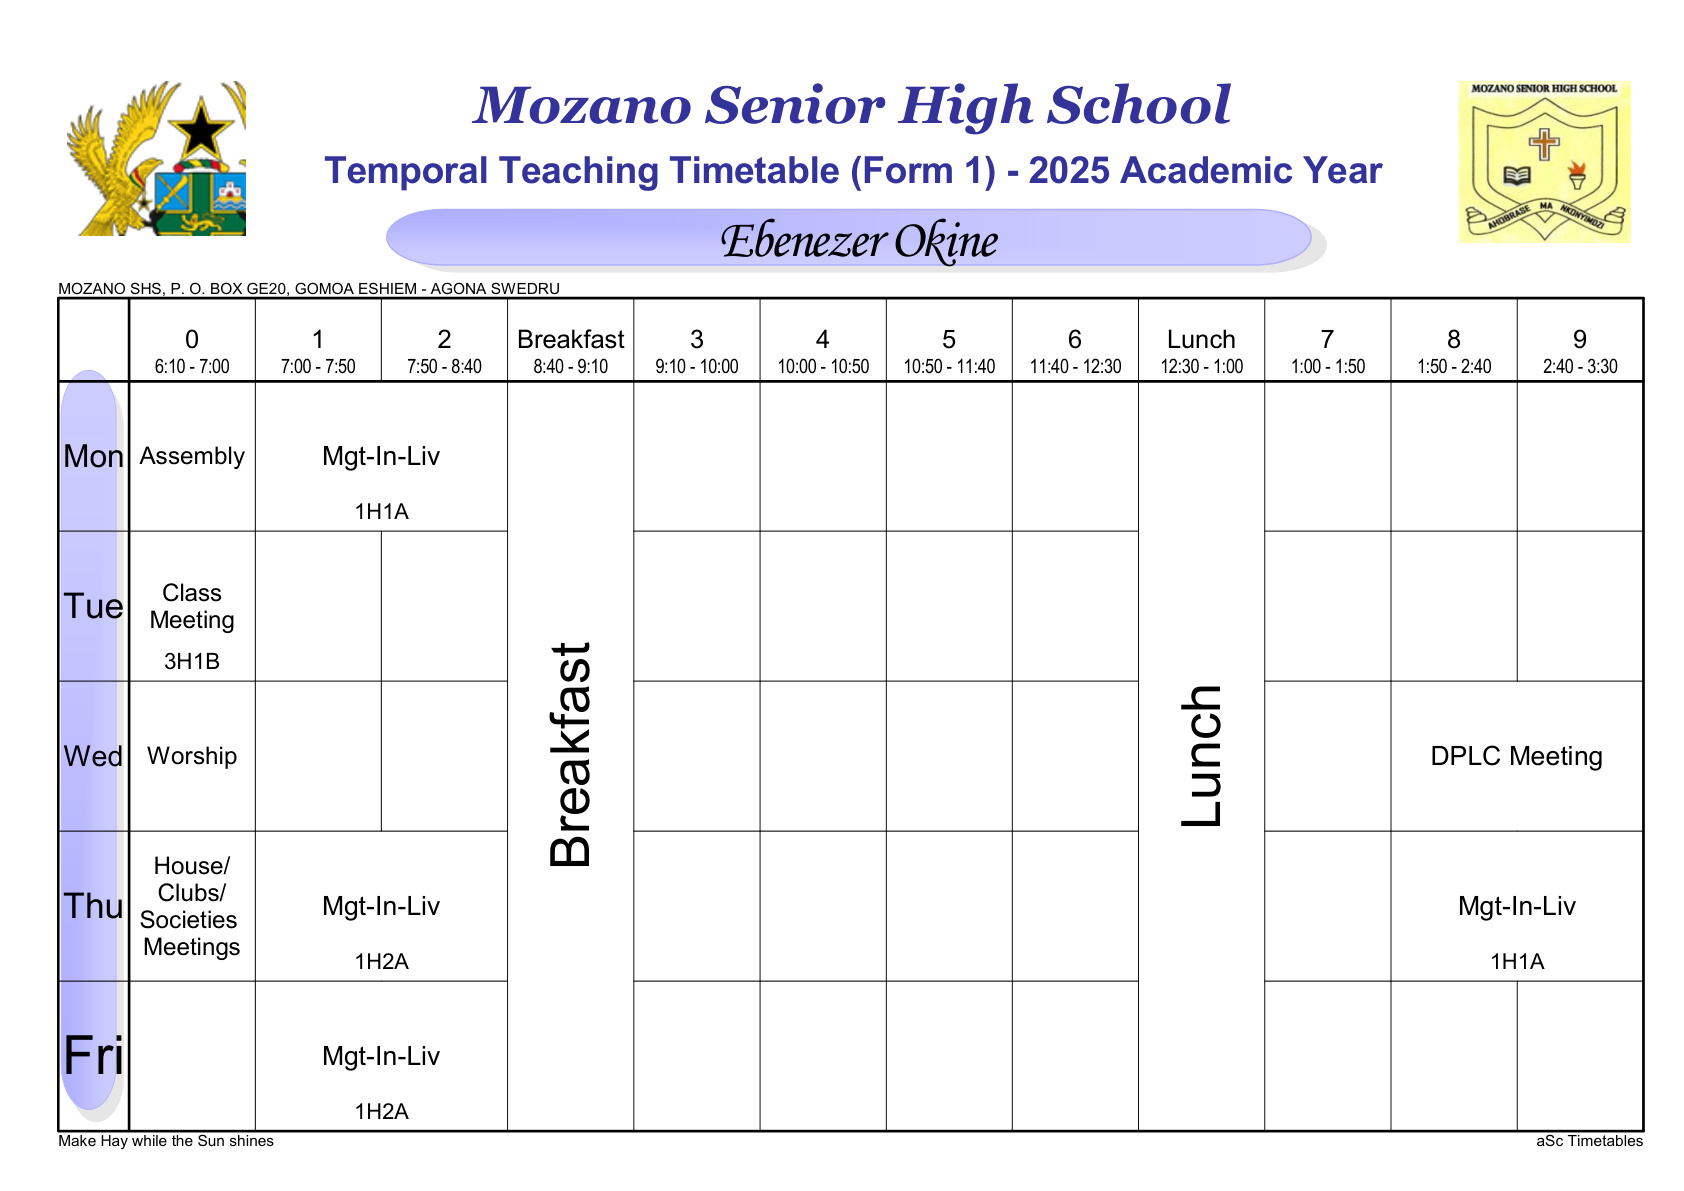 MOZANO SENIOR HIGH SCHOOL
AHOBRASE MA NKUNYIMDZI
Mozano Senior High School
Temporal Teaching Timetable (Form 1) - 2025 Academic Year
Ebenezer Okine
MOZANO SHS, P. O. BOX GE20, GOMOA ESHIEM - AGONA SWEDRU
0 1 2 Breakfast 3 4 5 6 Lunch 7 8 9
6:10 - 7:00 7:00 - 7:50 7:50 - 8:40 8:40 - 9:10 9:10 - 10:00 10:00 - 10:50 10:50 - 11:40 11:40 - 12:30 12:30 - 1:00 1:00 - 1:50 1:50 - 2:40 2:40 - 3:30
Mon Assembly Mgt-In-Liv
1H1A
Tue
Class
Meeting
3H1B
Breakfast
Lunch
Wed Worship DPLC Meeting
Thu
House/
Clubs/
Societies
Meetings
Mgt-In-Liv
1H2A
Mgt-In-Liv
1H1A
Fri Mgt-In-Liv
1H2A
Make Hay while the Sun shines
aSc Timetables